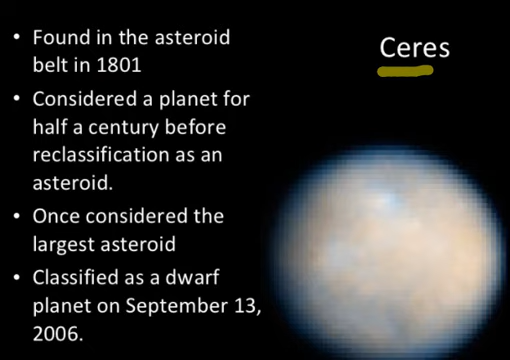 Ceres
• Found in the asteroid
belt in 1801
• Considered a planet for
half a century before
reclassification as an
asteroid.
• Once considered the
largest asteroid
• Classified as a dwarf
planet on September 13,
2006.